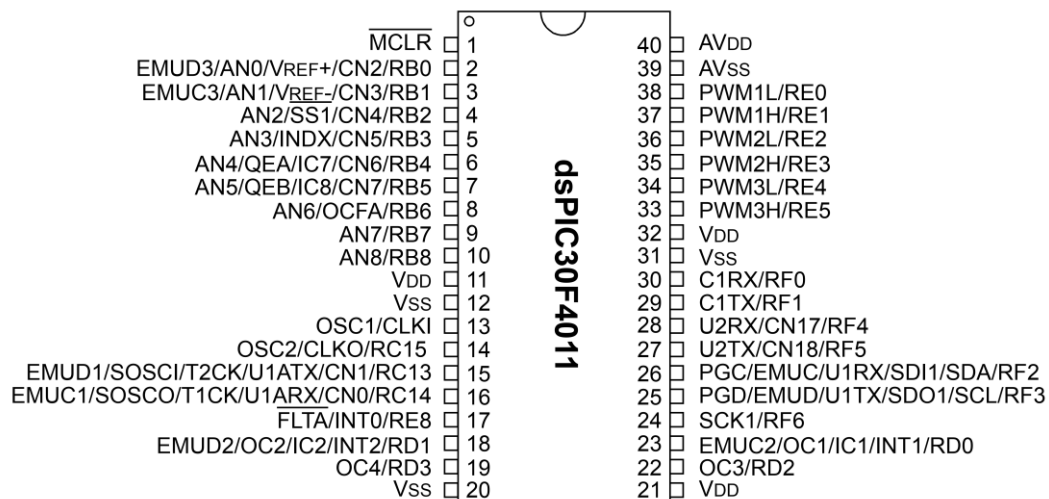 MCLR 1 40 AVDD
EMUD3/AN0/VREF+/CN2/RB0 2 39 AVSS
EMUC3/AN1/VREF-/CN3/RB1 3 38 PWM1L/RE0
AN2/SS1/CN4/RB2 4 37 PWM1H/RE1
AN3/INDX/CN5/RB3 5 36 PWM2L/RE2
AN4/QEA/IC7/CN6/RB4 6 35 PWM2H/RE3
AN5/QEB/IC8/CN7/RB5 7 34 PWM3L/RE4
AN6/OCFA/RB6 8 33 PWM3H/RE5
AN7/RB7 9 32 VDD
AN8/RB8 10 31 VSS
VDD 11 30 C1RX/RF0
VSS 12 29 C1TX/RF1
OSC1/CLKI 13 28 U2RX/CN17/RF4
OSC2/CLKO/RC15 14 27 U2TX/CN18/RF5
EMUD1/SOSCI/T2CK/U1ATX/CN1/RC13 15 26 PGC/EMUC/U1RX/SDI1/SDA/RF2
EMUC1/SOSCO/T1CK/U1ARX/CN0/RC14 16 25 PGD/EMUD/U1TX/SDO1/SCL/RF3
FLTA/INT0/RE8 17 24 SCK1/RF6
EMUD2/OC2/IC2/INT2/RD1 18 23 EMUC2/OC1/IC1/INT1/RD0
OC4/RD3 19 22 OC3/RD2
VSS 20 21 VDD
dsPIC30F4011